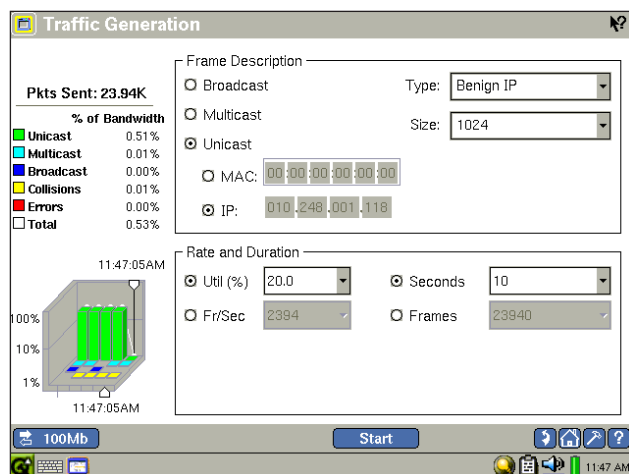 Traffic Generation
Pkts Sent: 23.94K
% of Bandwidth
Unicast 0.51%
Multicast 0.01%
Broadcast 0.00%
Collisions 0.01%
Errors 0.00%
Total 0.53%
11:47:05AM
100%
10%
1%
11:47:05AM
Frame Description
Broadcast
Multicast
Unicast
MAC: 00:00:00:00:00:00
IP: 010.248.001.118
Type: Benign IP
Size: 1024
Rate and Duration
Util (%) 20.0
Seconds 10
Fr/Sec 2394
Frames 23940
100Mb
Start
?
11:47 AM